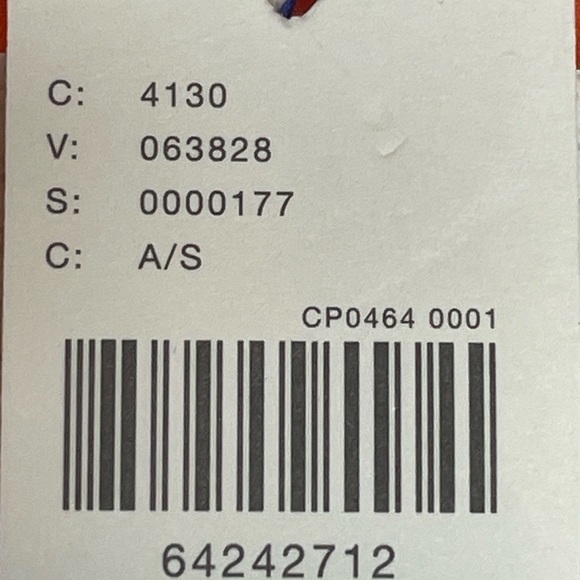 C: 4130
V: 063828
S: 0000177
C: A/S
CP0464 0001
64242712